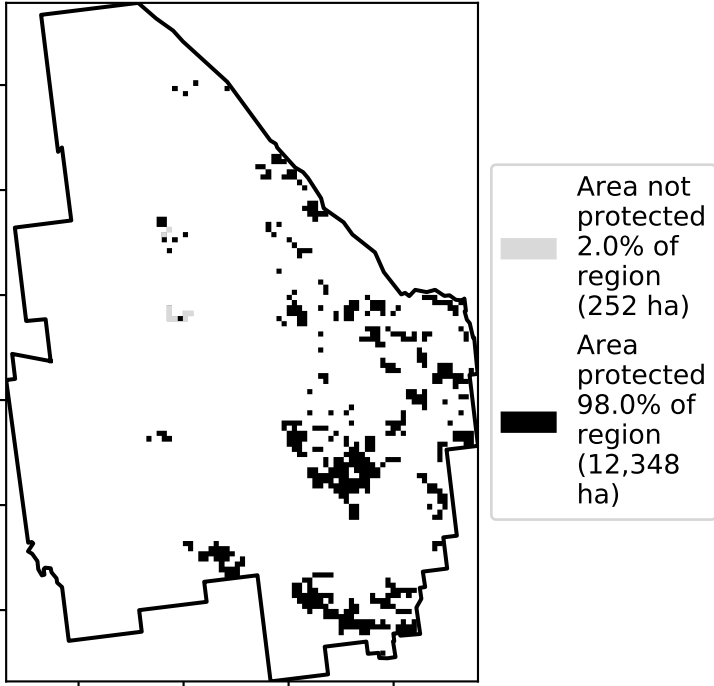 Area not
protected
2.0% of
region
(252 ha)
Area
protected
98.0% of
region
(12,348
ha)